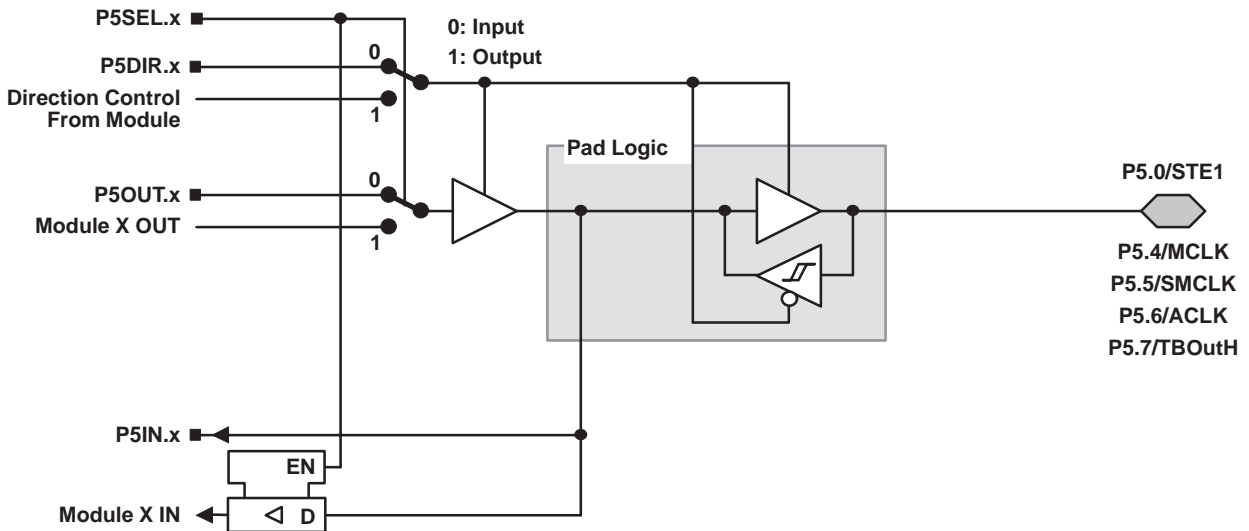 P5SEL.x
0: Input
1: Output
0
P5DIR.x
Direction Control
From Module
1
Pad Logic
P5.0/STE1
0
P5OUT.x
Module X OUT
1
P5.4/MCLK
P5.5/SMCLK
P5.6/ACLK
P5.7/TBOutH
P5IN.x
EN
Module X IN
D